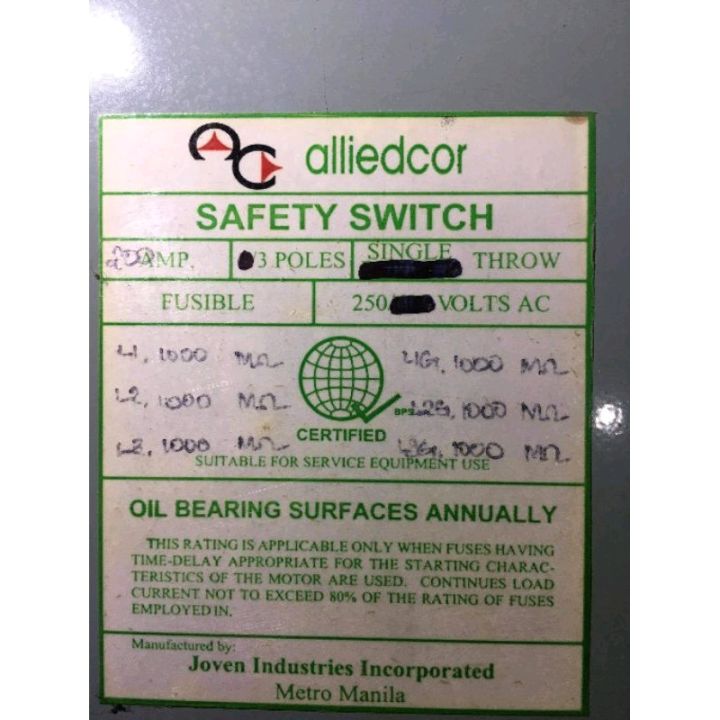 alliedcor
SAFETY SWITCH
200 AMP. /3 POLES SINGLE THROW
FUSIBLE 250 VOLTS AC
L1, 1000 MΩ L1G, 1000 MΩ
L2, 1000 MΩ L2G, 1000 MΩ
L3, 1000 MΩ L3G, 1000 MΩ
BPS
CERTIFIED
SUITABLE FOR SERVICE EQUIPMENT USE
OIL BEARING SURFACES ANNUALLY
THIS RATING IS APPLICABLE ONLY WHEN FUSES HAVING
TIME-DELAY APPROPRIATE FOR THE STARTING CHARAC-
TERISTICS OF THE MOTOR ARE USED. CONTINUES LOAD
CURRENT NOT TO EXCEED 80% OF THE RATING OF FUSES
EMPLOYED IN.
Manufactured by:
Joven Industries Incorporated
Metro Manila